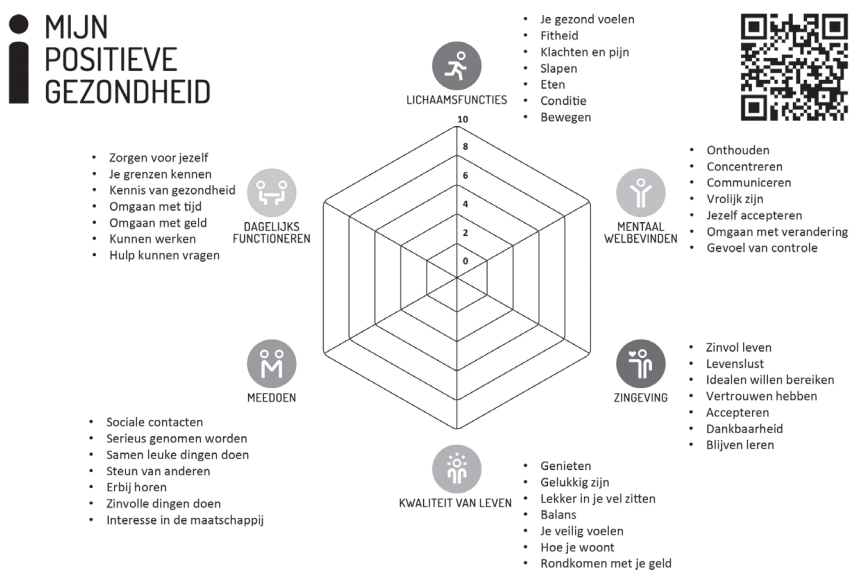 MIJN
POSITIEVE
GEZONDHEID
LICHAAMSFUNCTIES
• Je gezond voelen
• Fitheid
• Klachten en pijn
• Slapen
• Eten
• Conditie
• Bewegen
MENTAAL
WELBEVINDEN
• Onthouden
• Concentreren
• Communiceren
• Vrolijk zijn
• Jezelf accepteren
• Omgaan met verandering
• Gevoel van controle
ZINGEVING
• Zinvol leven
• Levenslust
• Idealen willen bereiken
• Vertrouwen hebben
• Accepteren
• Dankbaarheid
• Blijven leren
KWALITEIT VAN LEVEN
• Genieten
• Gelukkig zijn
• Lekker in je vel zitten
• Balans
• Je veilig voelen
• Hoe je woont
• Rondkomen met je geld
MEEDOEN
• Sociale contacten
• Serieus genomen worden
• Samen leuke dingen doen
• Steun van anderen
• Erbij horen
• Zinvolle dingen doen
• Interesse in de maatschappij
DAGELIJKS
FUNCTIONEREN
• Zorgen voor jezelf
• Je grenzen kennen
• Kennis van gezondheid
• Omgaan met tijd
• Omgaan met geld
• Kunnen werken
• Hulp kunnen vragen
10
8
6
4
2
0